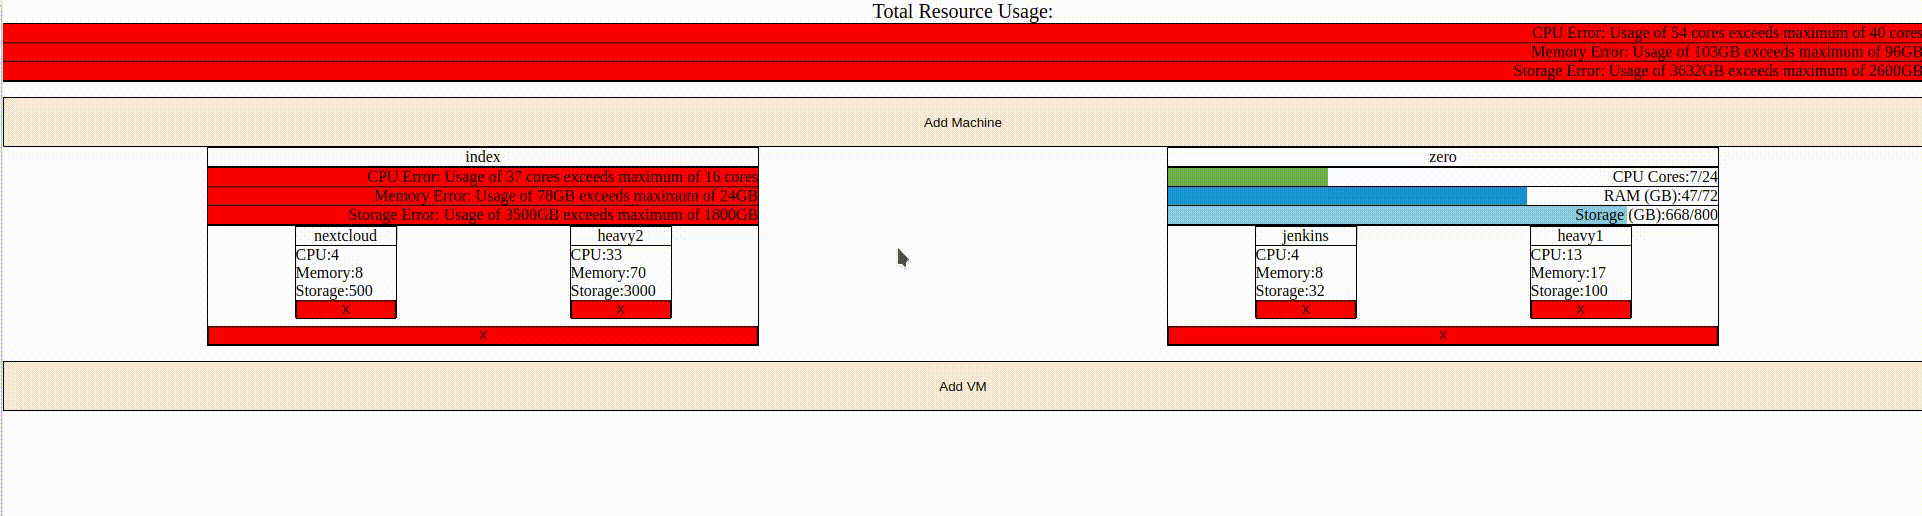 Total Resource Usage:
CPU Error: Usage of 54 cores exceeds maximum of 40 cores
Memory Error: Usage of 103GB exceeds maximum of 96GB
Storage Error: Usage of 3632GB exceeds maximum of 2600GB
Add Machine
index
CPU Error: Usage of 37 cores exceeds maximum of 16 cores
Memory Error: Usage of 78GB exceeds maximum of 24GB
Storage Error: Usage of 3500GB exceeds maximum of 1800GB
nextcloud
CPU:4
Memory:8
Storage:500
X
heavy2
CPU:33
Memory:70
Storage:3000
X
X
zero
CPU Cores:7/24
RAM (GB):47/72
Storage (GB):668/800
jenkins
CPU:4
Memory:8
Storage:32
X
heavy1
CPU:13
Memory:17
Storage:100
X
X
Add VM